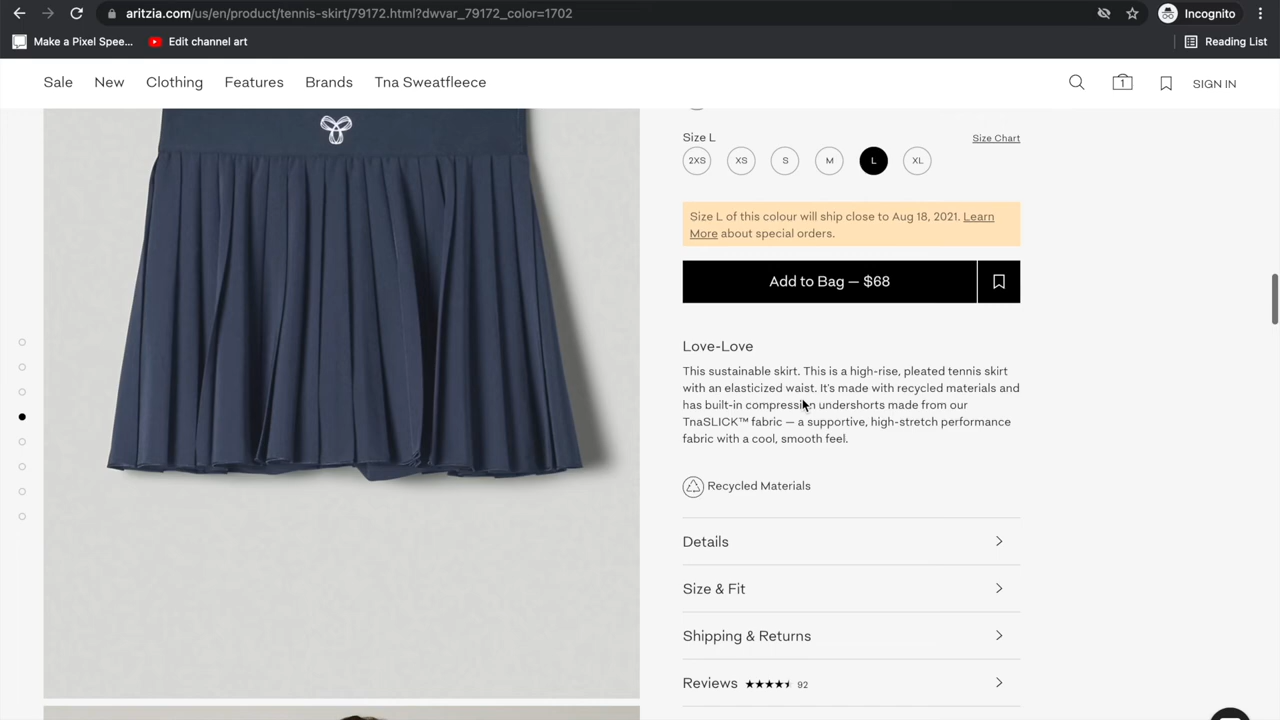 aritzia.com/us/en/product/tennis-skirt/79172.html?dwvar_79172_color=1702
Incognito
Make a Pixel Spee...
Edit channel art
Reading List
Sale
New
Clothing
Features
Brands
Tna Sweatfleece
1
SIGN IN
Size L
Size Chart
2XS
XS
S
M
L
XL
Size L of this colour will ship close to Aug 18, 2021. Learn
More about special orders.
Add to Bag — $68
Love-Love
This sustainable skirt. This is a high-rise, pleated tennis skirt
with an elasticized waist. It's made with recycled materials and
has built-in compression undershorts made from our
TnaSLICK™ fabric — a supportive, high-stretch performance
fabric with a cool, smooth feel.
Recycled Materials
Details
Size & Fit
Shipping & Returns
Reviews ★★★★⯨ 92